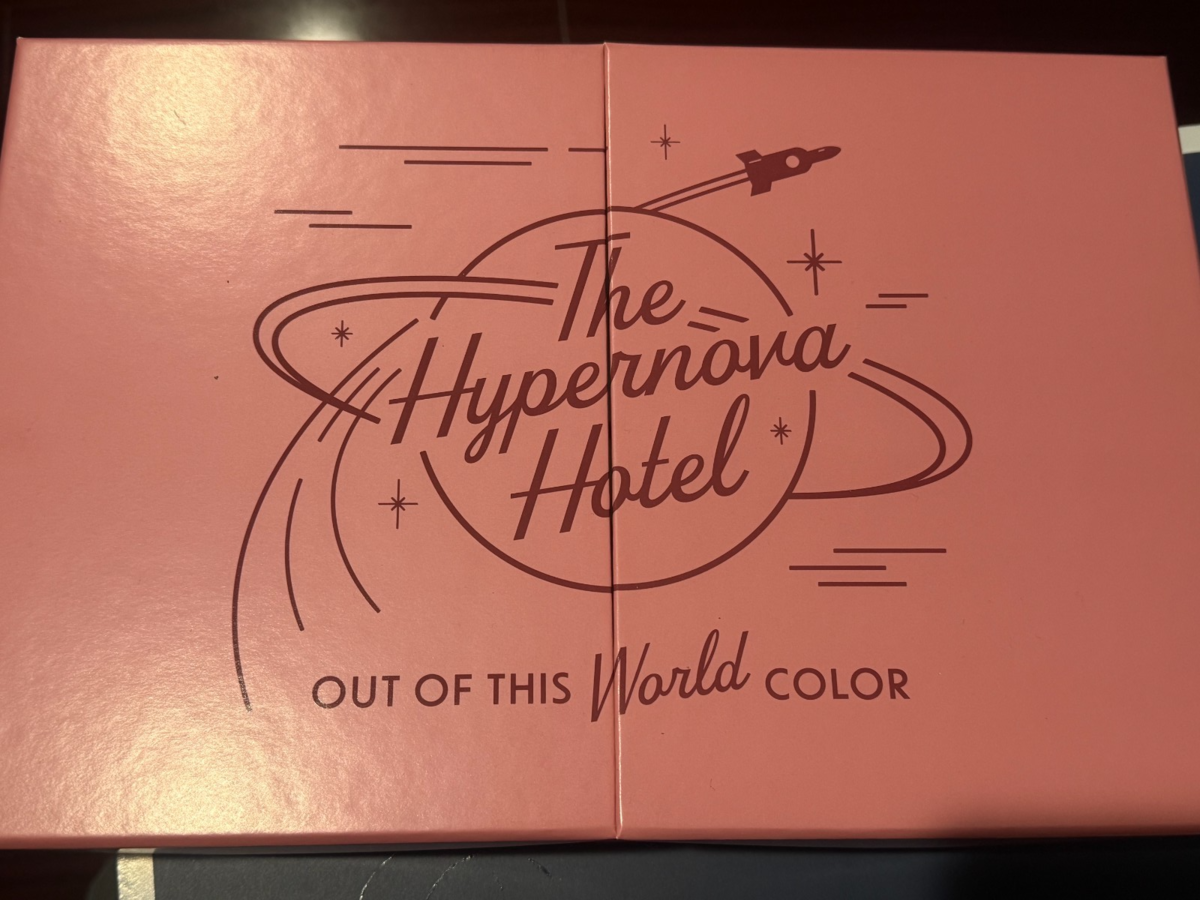 The
Hypernova
Hotel
OUT OF THIS World COLOR